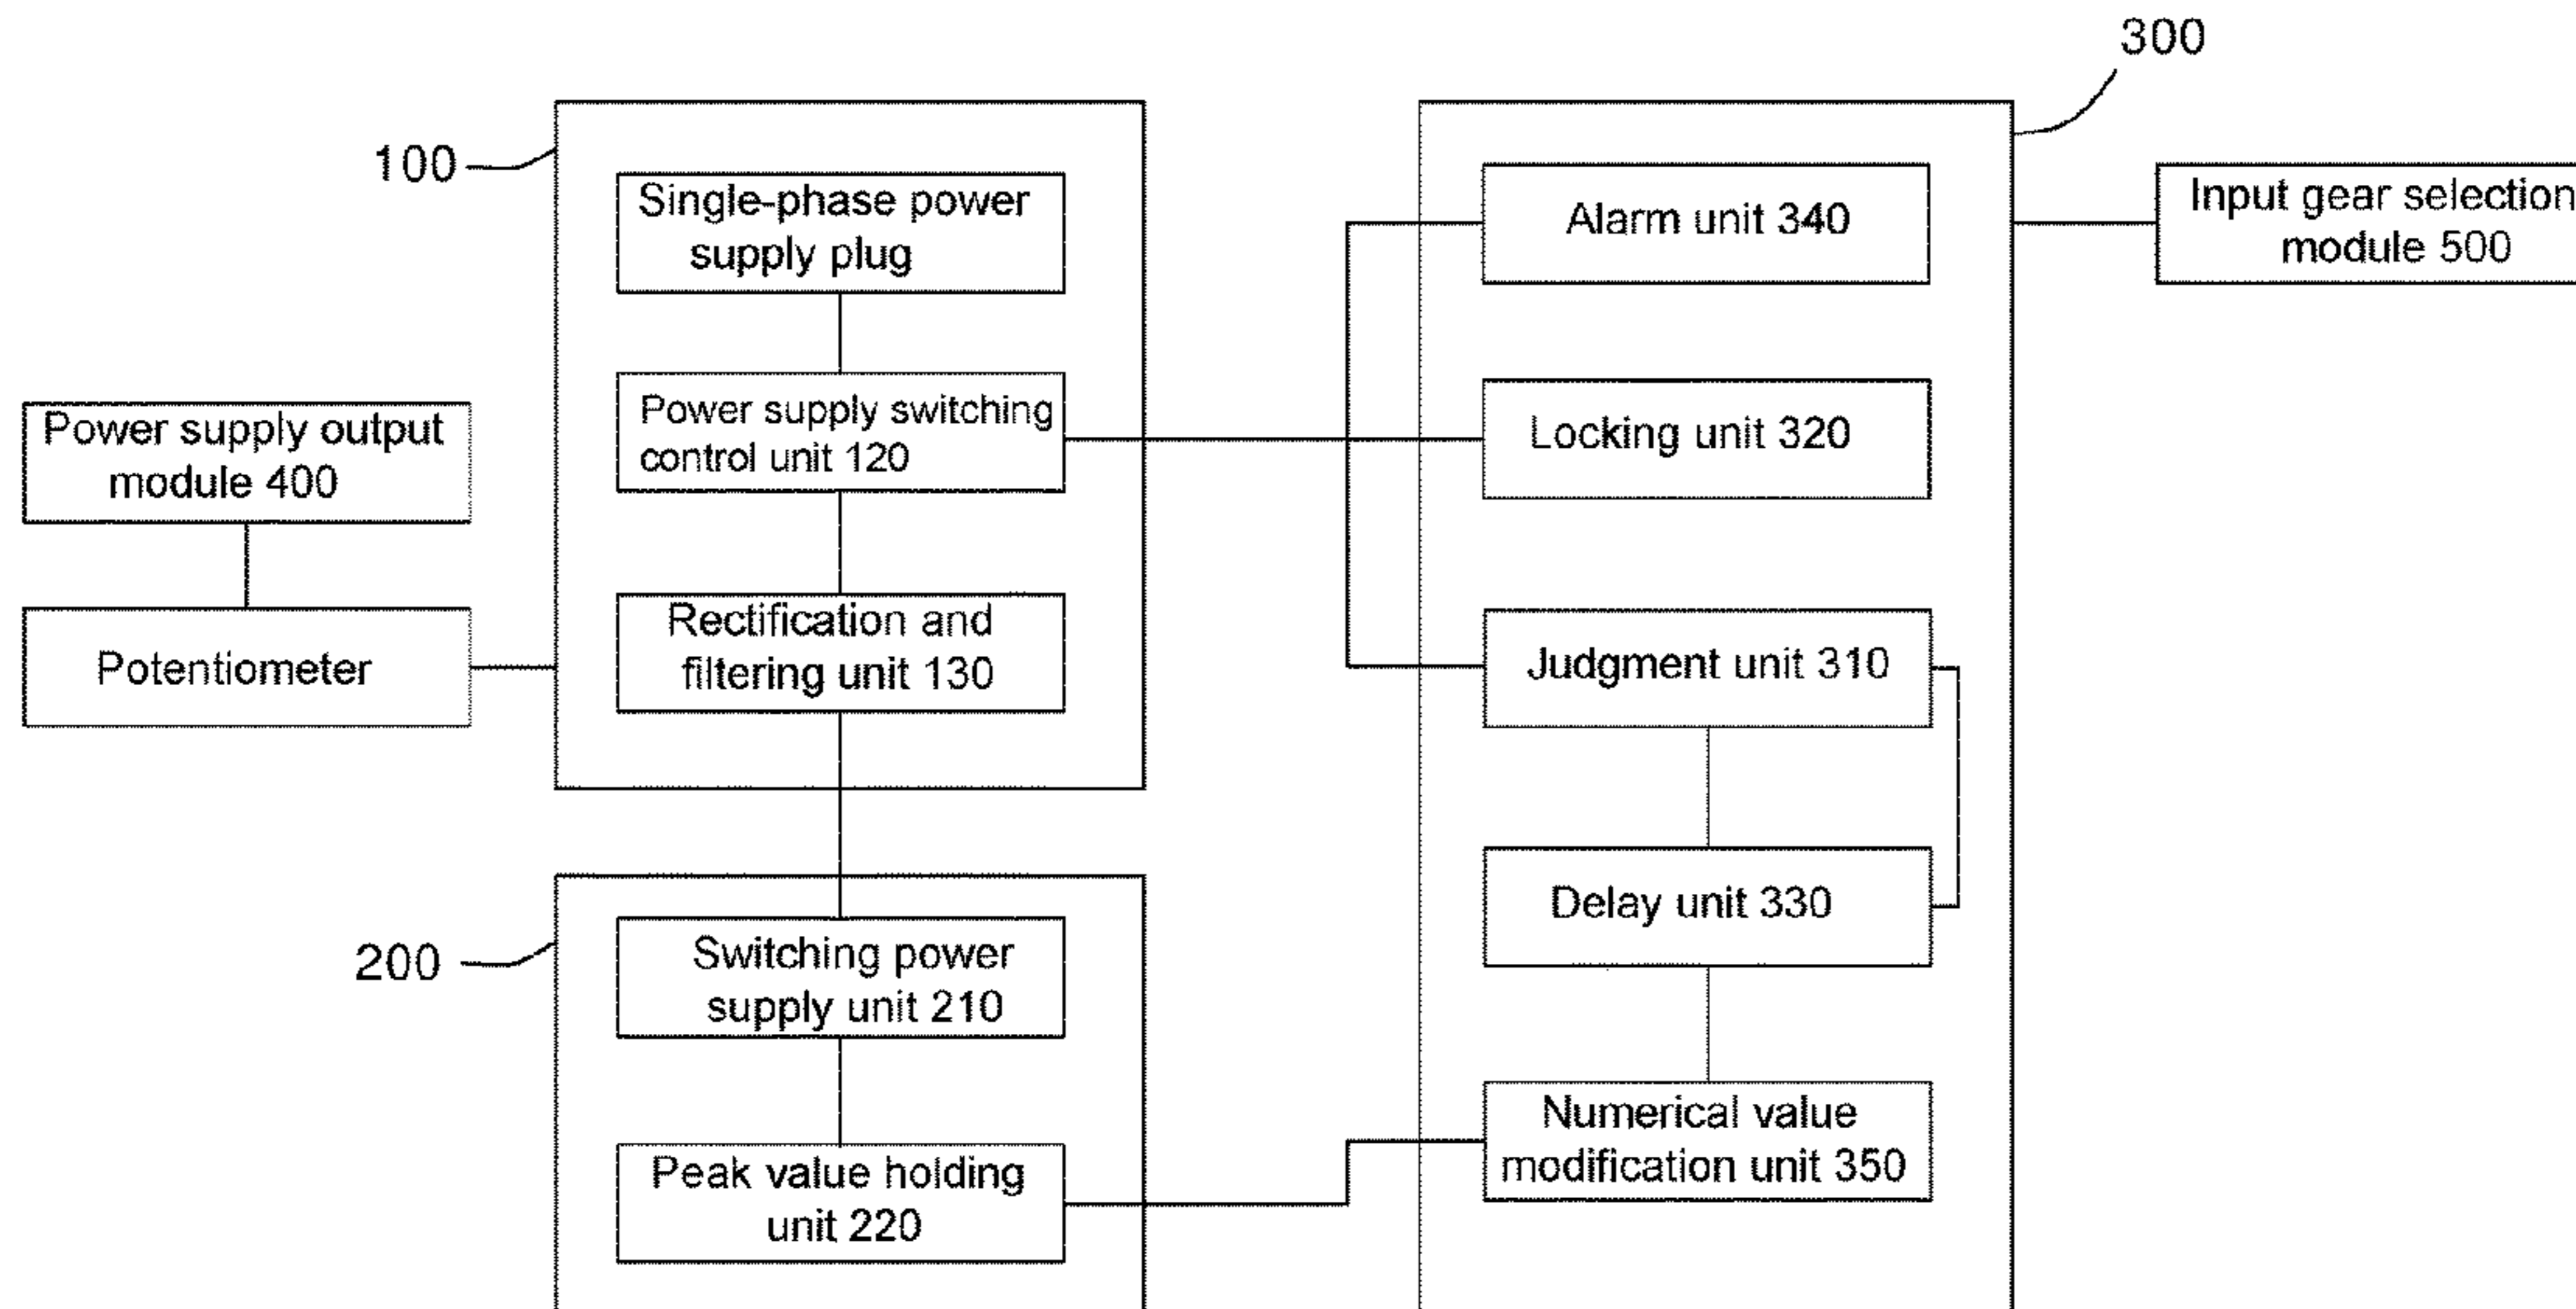 300
100
Single-phase power
supply plug
Alarm unit 340
Input gear selection
module 500
Power supply switching
control unit 120
Locking unit 320
Power supply output
module 400
Rectification and
filtering unit 130
Judgment unit 310
Potentiometer
Delay unit 330
200
Switching power
supply unit 210
Numerical value
modification unit 350
Peak value holding
unit 220